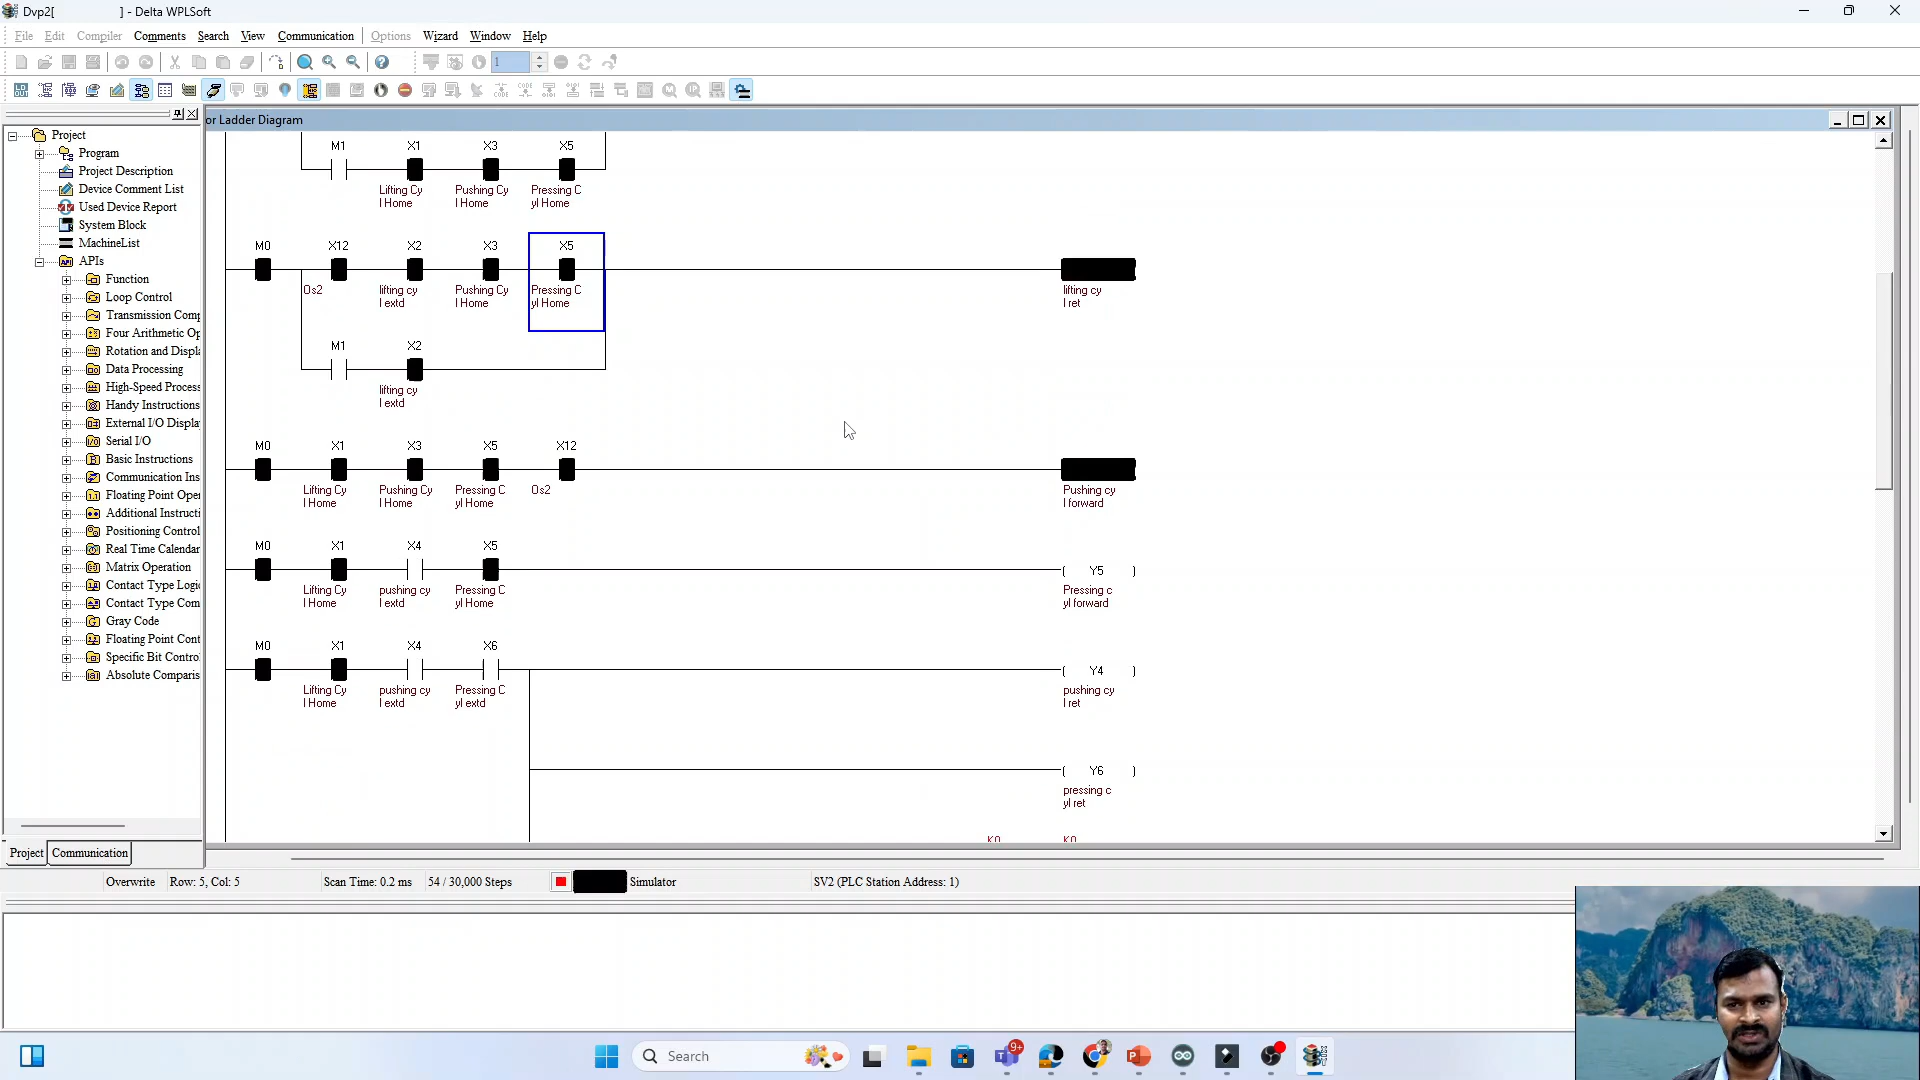 Dvp2[ ] - Delta WPLSoft
File Edit Compiler Comments Search View Communication Options Wizard Window Help
1
or Ladder Diagram
Project
Program
Project Description
Device Comment List
Used Device Report
System Block
MachineList
APIs
Function
Loop Control
Transmission Comp
Four Arithmetic Op
Rotation and Displa
Data Processing
High-Speed Process
Handy Instructions
External I/O Display
Serial I/O
Basic Instructions
Communication Ins
Floating Point Oper
Additional Instructi
Positioning Control
Real Time Calendar
Matrix Operation
Contact Type Logic
Contact Type Com
Gray Code
Floating Point Cont
Specific Bit Control
Absolute Comparis
Project Communication
M1 X1 X3 X5
Lifting Cy Pushing Cy Pressing C
l Home l Home yl Home
M0 X12 X2 X3 X5
Os2 lifting cy Pushing Cy Pressing C lifting cy
l extd l Home yl Home l ret
M1 X2
lifting cy
l extd
M0 X1 X3 X5 X12
Lifting Cy Pushing Cy Pressing C Os2 Pushing cy
l Home l Home yl Home l forward
M0 X1 X4 X5
Y5
Lifting Cy pushing cy Pressing C Pressing c
l Home l extd yl Home yl forward
M0 X1 X4 X6
Y4
Lifting Cy pushing cy Pressing C pushing cy
l Home l extd yl extd l ret
Y6
pressing c
yl ret
K0 K0
Overwrite Row: 5, Col: 5 Scan Time: 0.2 ms 54 / 30,000 Steps Simulator SV2 (PLC Station Address: 1)
Search
9+